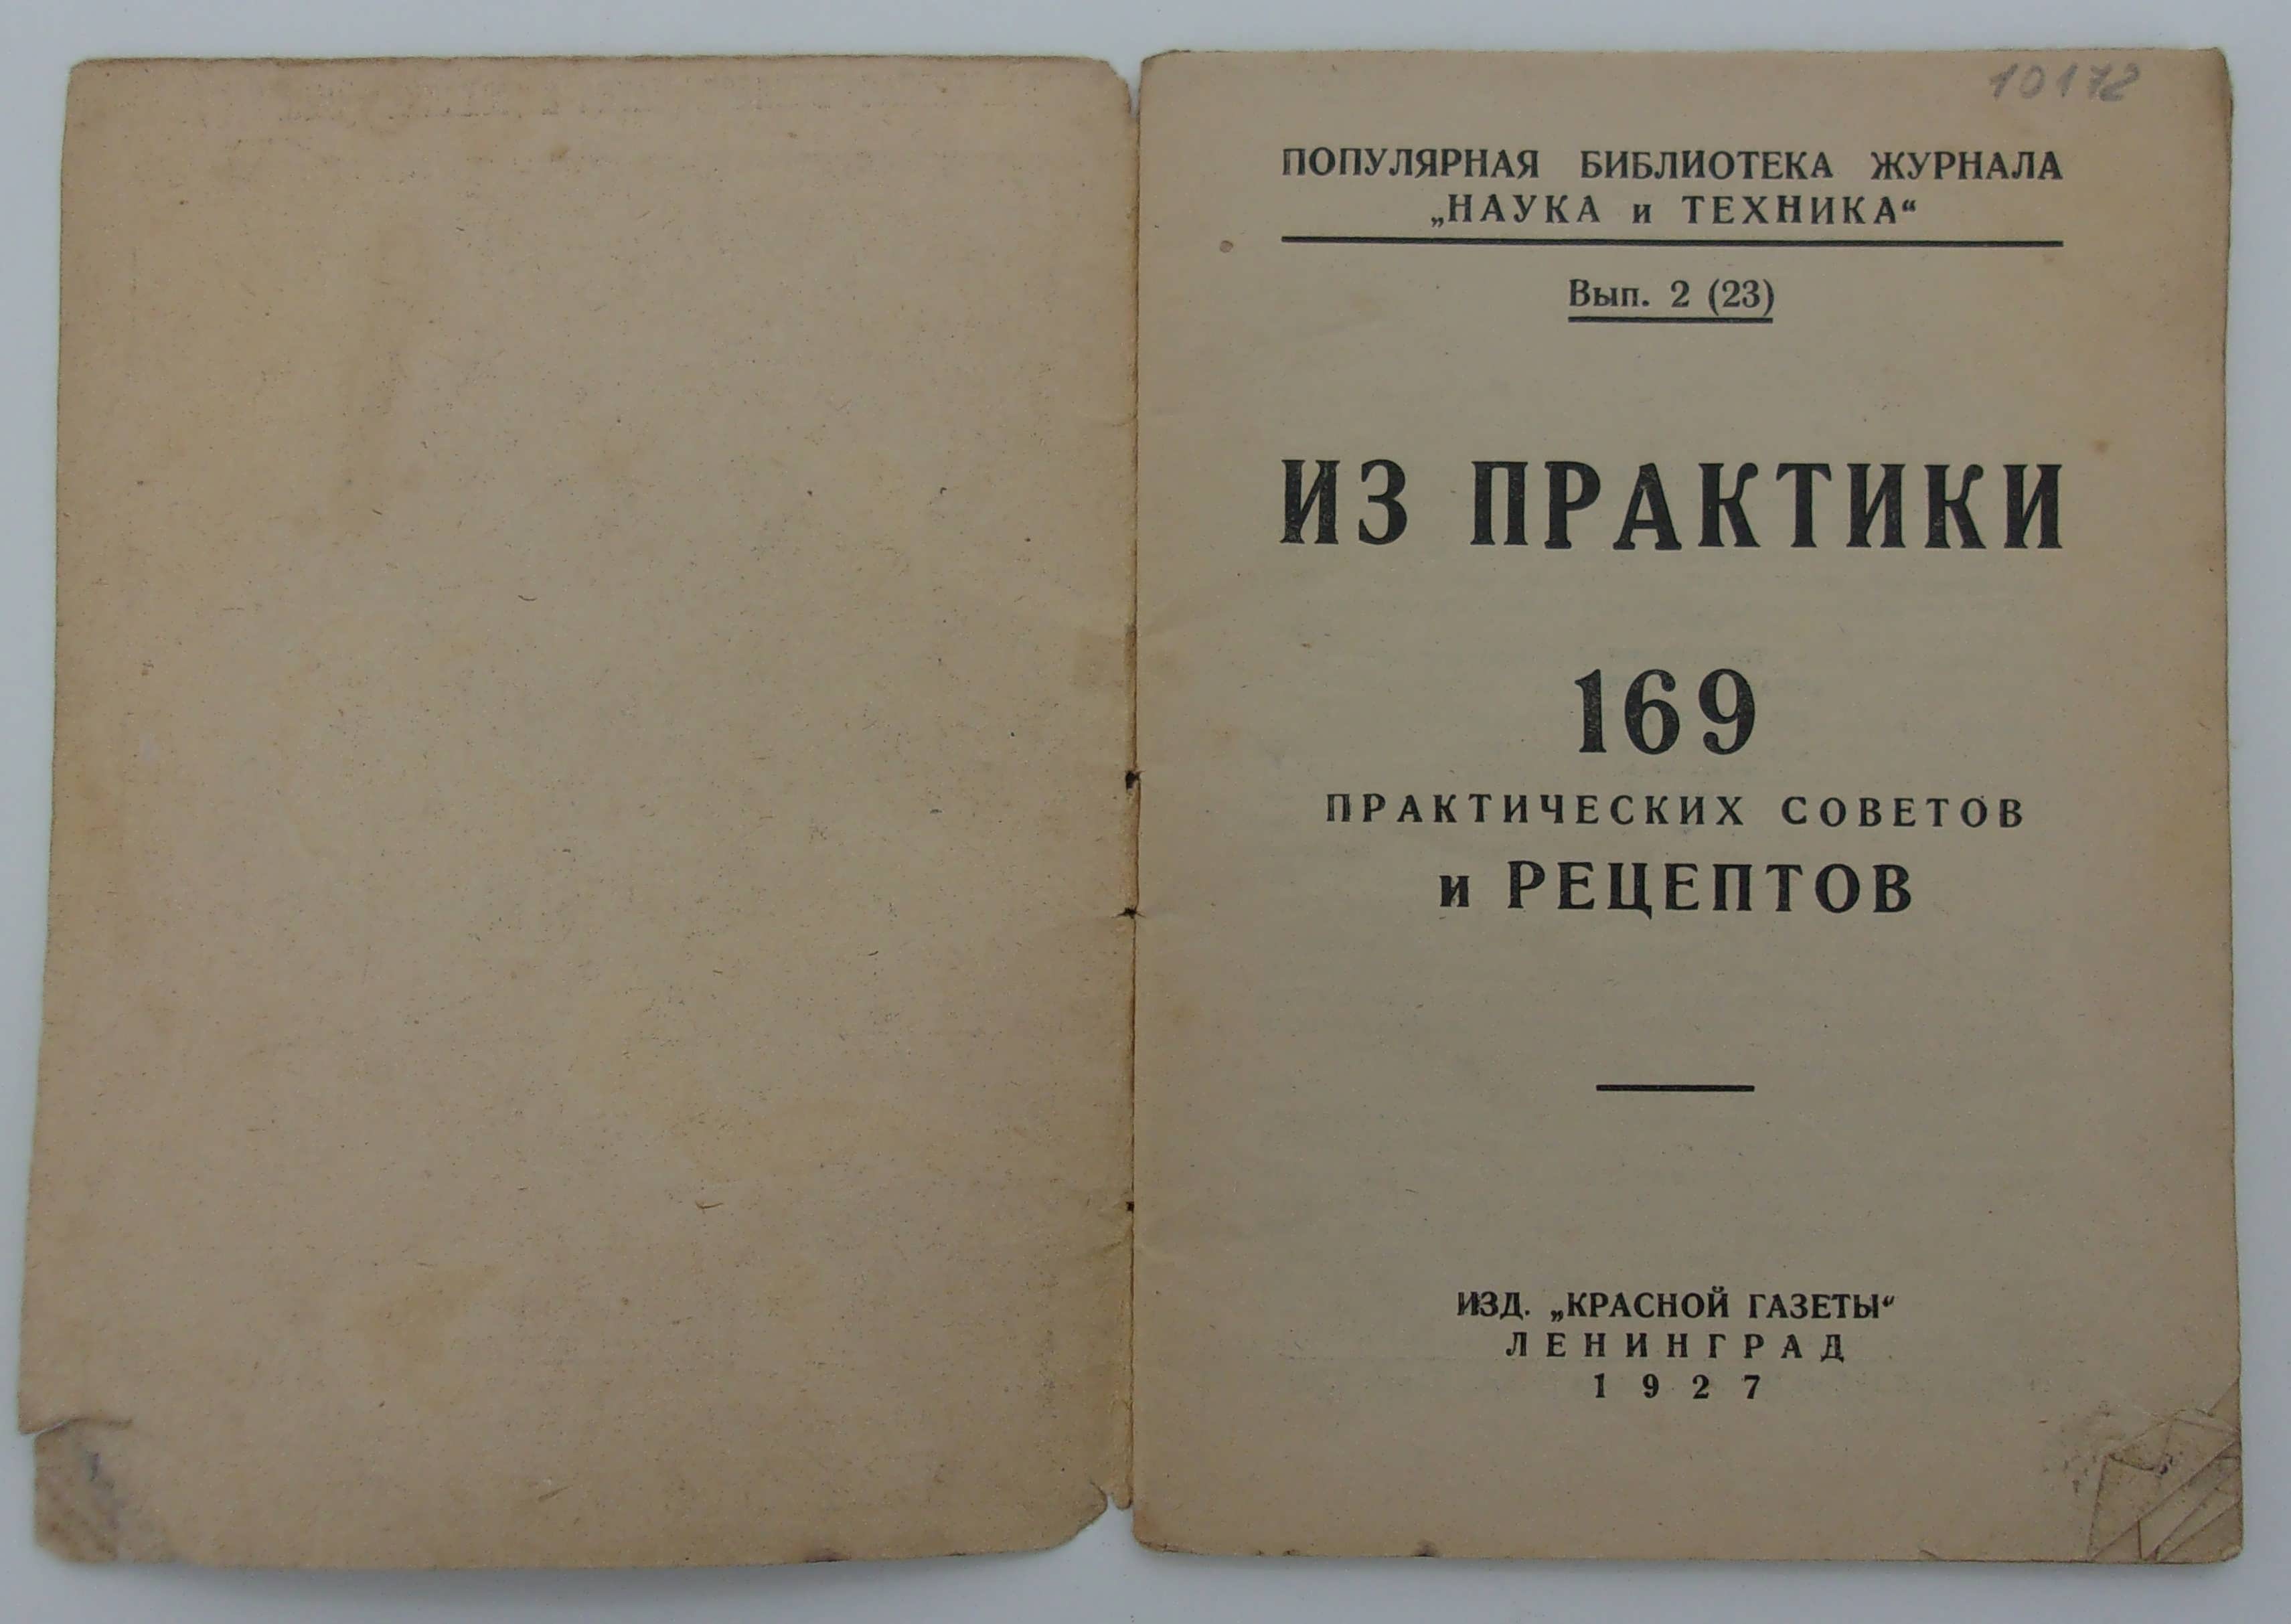 10172
ПОПУЛЯРНАЯ БИБЛИОТЕКА ЖУРНАЛА
„НАУКА и ТЕХНИКА“
Вып. 2 (23)
ИЗ ПРАКТИКИ
169
ПРАКТИЧЕСКИХ СОВЕТОВ
и РЕЦЕПТОВ
ИЗД. „КРАСНОЙ ГАЗЕТЫ“
ЛЕНИНГРАД
1927